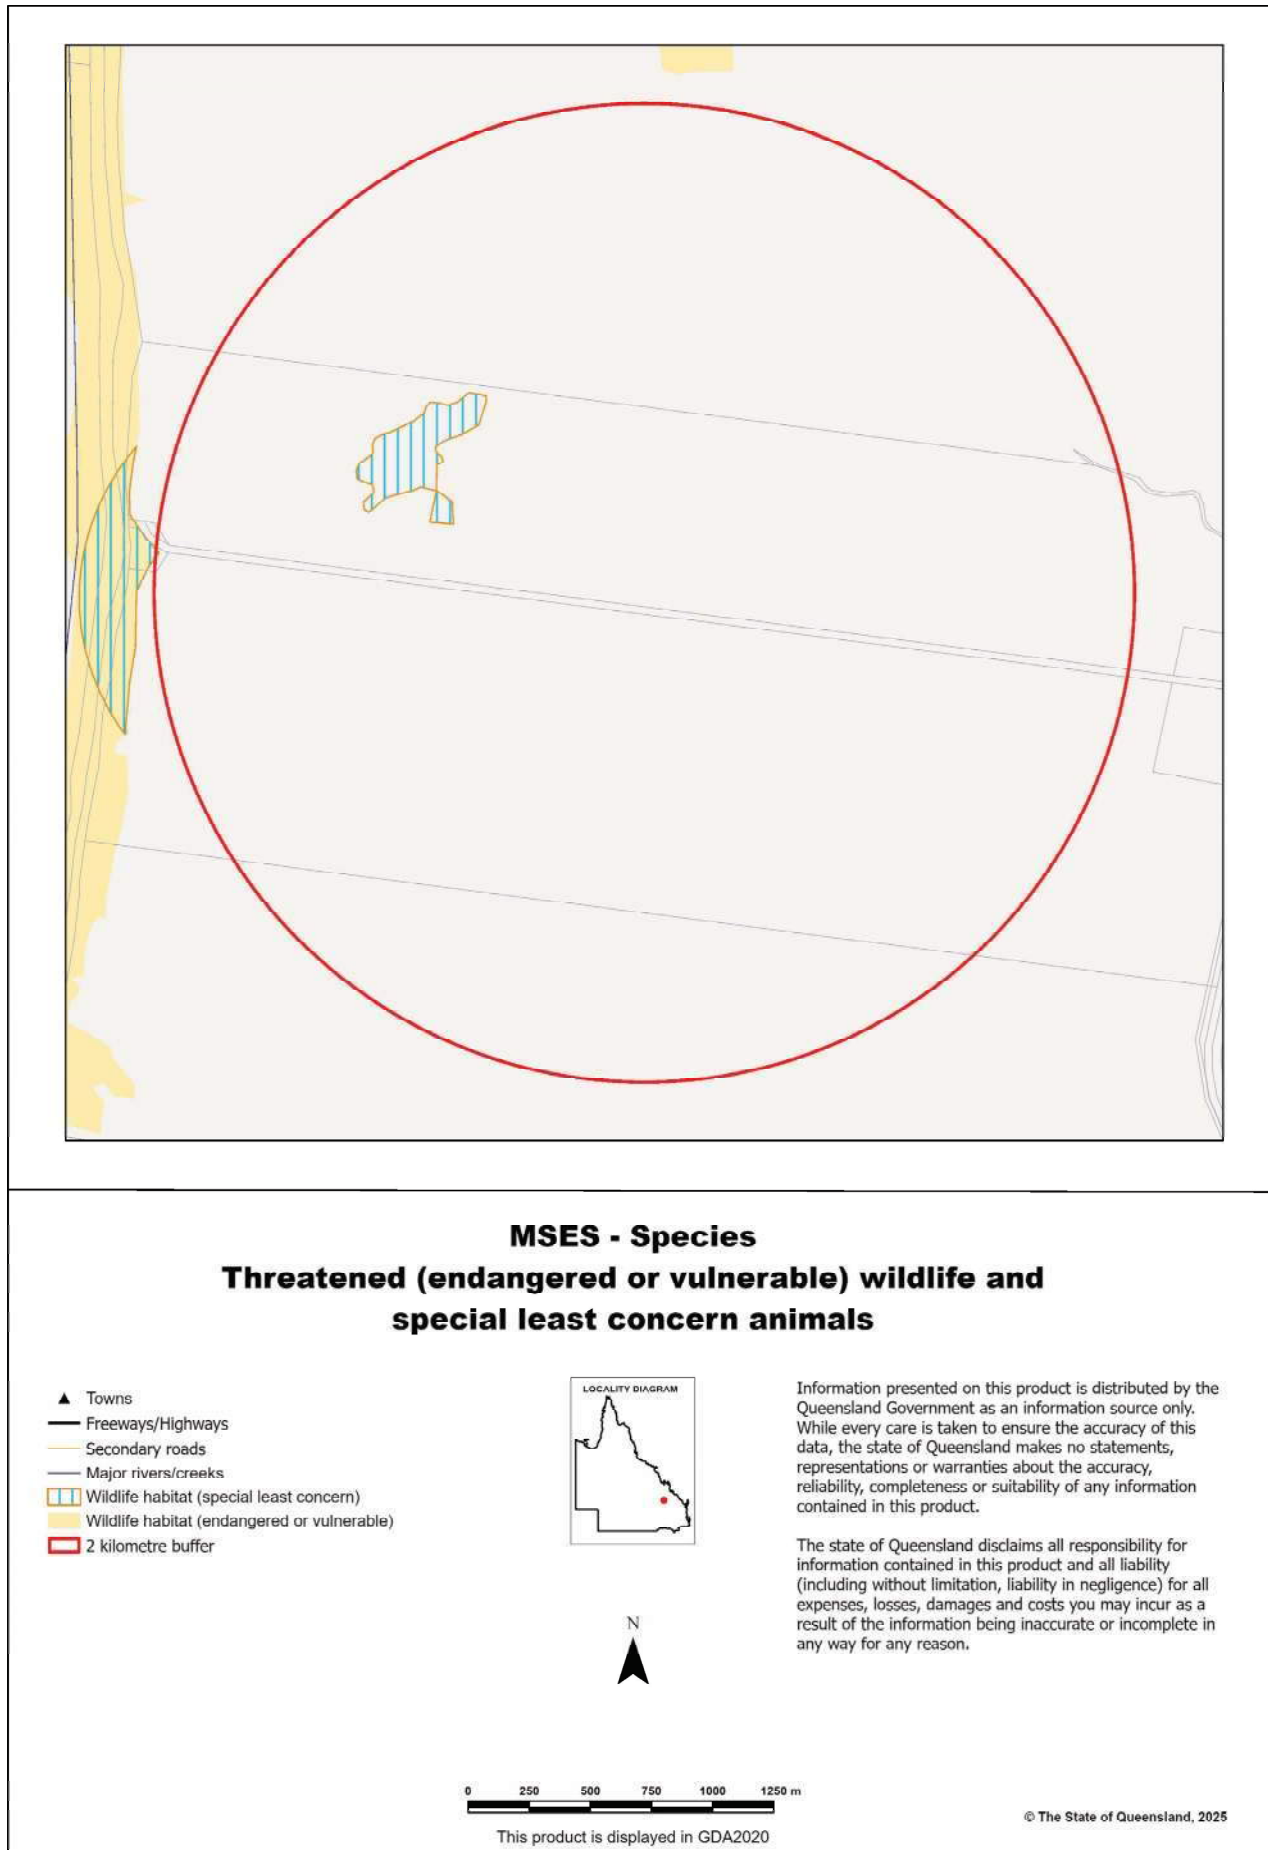 MSES - Species
Threatened (endangered or vulnerable) wildlife and
special least concern animals
Towns
Freeways/Highways
Secondary roads
Major rivers/creeks
Wildlife habitat (special least concern)
Wildlife habitat (endangered or vulnerable)
2 kilometre buffer
LOCALITY DIAGRAM
N
Information presented on this product is distributed by the
Queensland Government as an information source only.
While every care is taken to ensure the accuracy of this
data, the state of Queensland makes no statements,
representations or warranties about the accuracy,
reliability, completeness or suitability of any information
contained in this product.
The state of Queensland disclaims all responsibility for
information contained in this product and all liability
(including without limitation, liability in negligence) for all
expenses, losses, damages and costs you may incur as a
result of the information being inaccurate or incomplete in
any way for any reason.
0 250 500 750 1000 1250 m
This product is displayed in GDA2020
© The State of Queensland, 2025